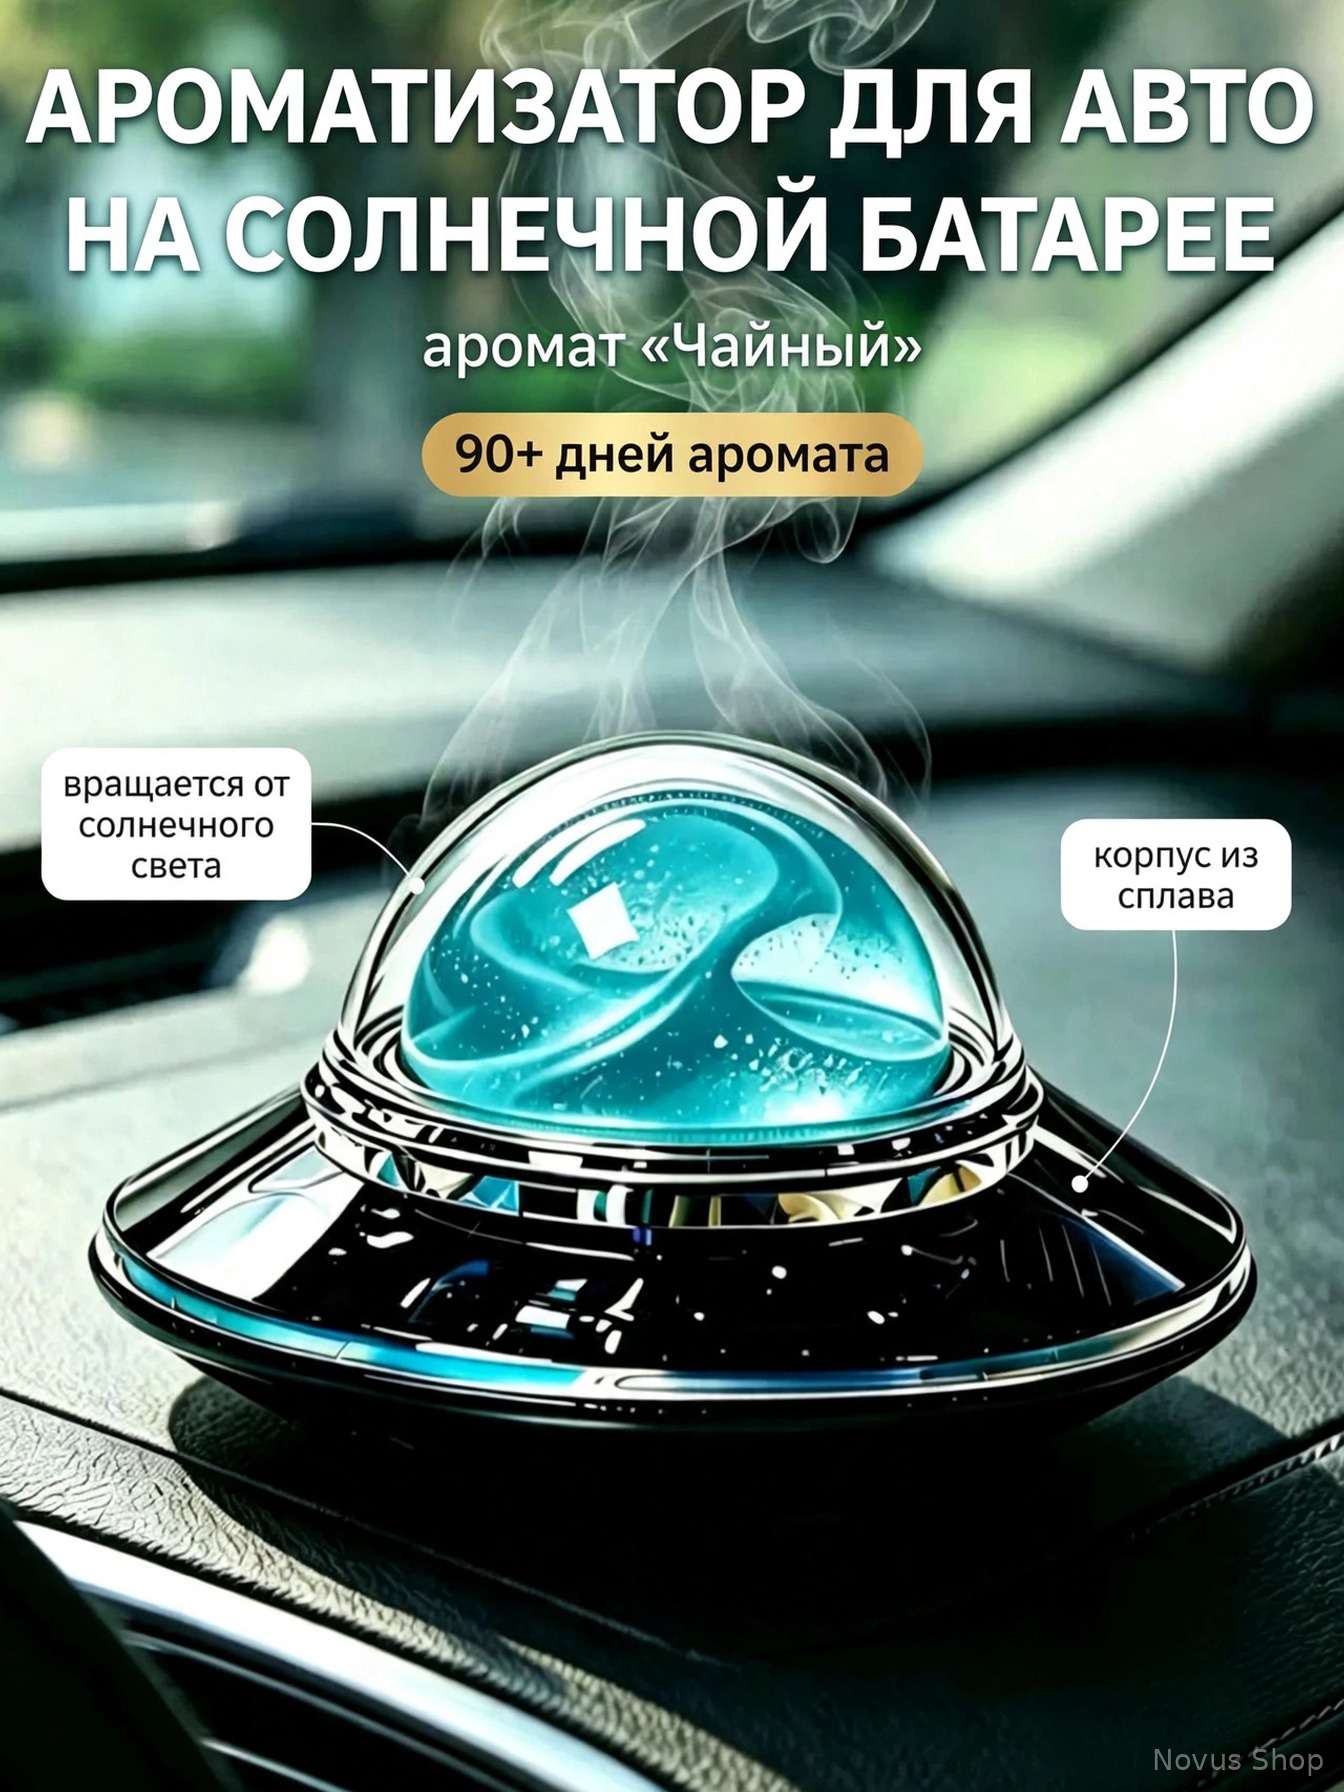 АРОМАТИЗАТОР ДЛЯ АВТО
НА СОЛНЕЧНОЙ БАТАРЕЕ
аромат «Чайный»
90+ дней аромата
вращается от
солнечного
света
корпус из
сплава
Novus Shop